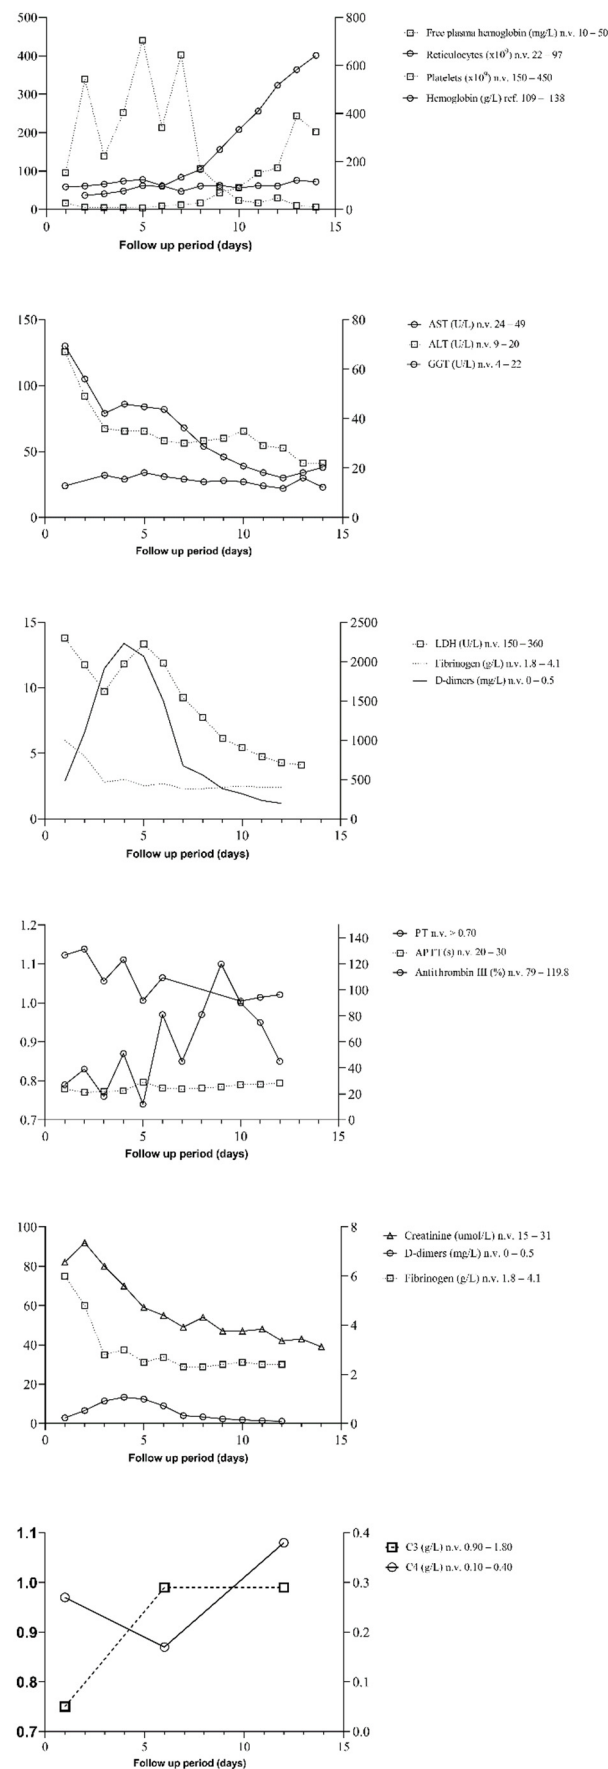 500
400
300
200
100
0
800
600
400
200
0
0 5 10 15
Follow up period (days)
Free plasma hemoglobin (mg/L) n.v. 10 – 50
Reticulocytes (x10⁹) n.v. 22 – 97
Platelets (x10⁹) n.v. 150 – 450
Hemoglobin (g/L) ref. 109 – 138
150
100
50
0
80
60
40
20
0
0 5 10 15
Follow up period (days)
AST (U/L) n.v. 24 – 49
ALT (U/L) n.v. 9 – 20
GGT (U/L) n.v. 4 – 22
15
10
5
0
2500
2000
1500
1000
500
0
0 5 10 15
Follow up period (days)
LDH (U/L) n.v. 150 – 360
Fibrinogen (g/L) n.v. 1.8 – 4.1
D-dimers (mg/L) n.v. 0 – 0.5
1.2
1.1
1.0
0.9
0.8
0.7
140
120
100
80
60
40
20
0
0 5 10 15
Follow up period (days)
PT n.v. > 0.70
APTT (s) n.v. 20 – 30
Antithrombin III (%) n.v. 79 – 119.8
100
80
60
40
20
0
8
6
4
2
0
0 5 10 15
Follow up period (days)
Creatinine (umol/L) n.v. 15 – 31
D-dimers (mg/L) n.v. 0 – 0.5
Fibrinogen (g/L) n.v. 1.8 – 4.1
1.1
1.0
0.9
0.8
0.7
0.4
0.3
0.2
0.1
0.0
0 5 10 15
Follow up period (days)
C3 (g/L) n.v. 0.90 – 1.80
C4 (g/L) n.v. 0.10 – 0.40